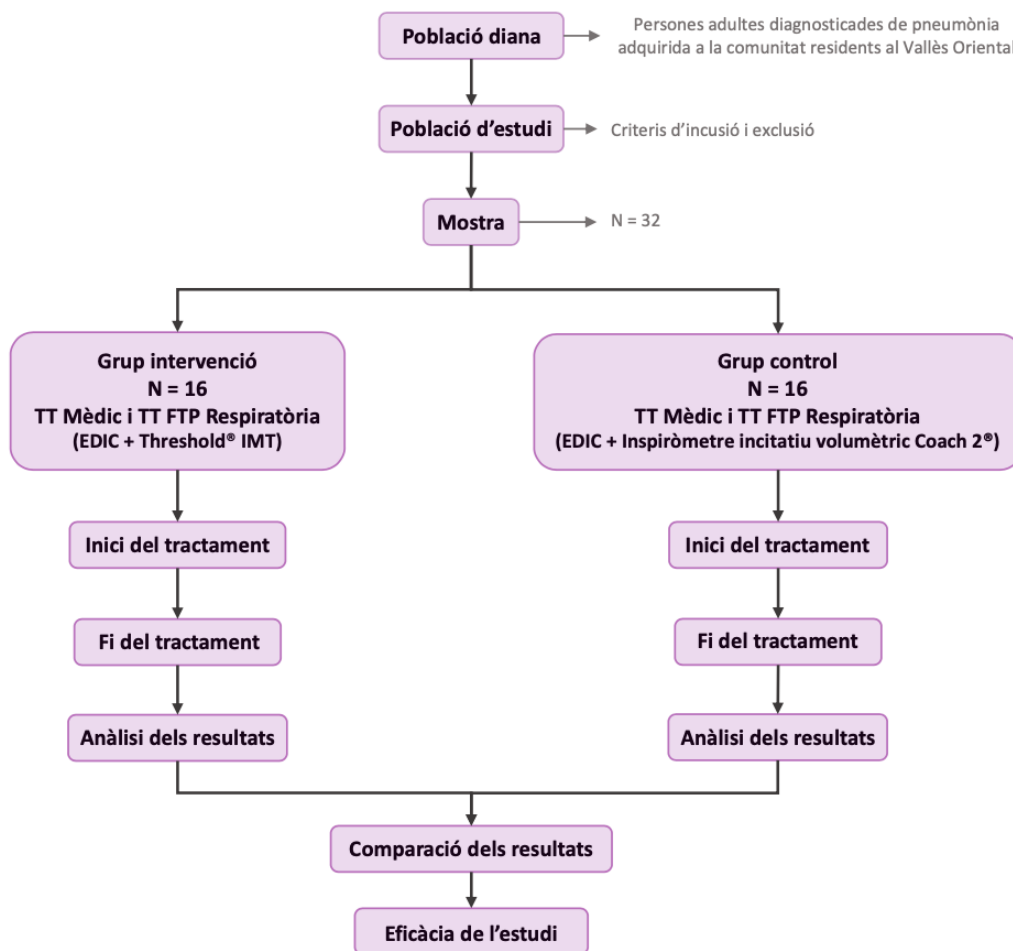 Població diana
Persones adultes diagnosticades de pneumònia
adquirida a la comunitat residents al Vallès Oriental
Població d’estudi
Criteris d’incusió i exclusió
Mostra
N = 32
Grup intervenció
N = 16
TT Mèdic i TT FTP Respiratòria
(EDIC + Threshold® IMT)
Grup control
N = 16
TT Mèdic i TT FTP Respiratòria
(EDIC + Inspiròmetre incitatiu volumètric Coach 2®)
Inici del tractament
Inici del tractament
Fi del tractament
Fi del tractament
Anàlisi dels resultats
Anàlisi dels resultats
Comparació dels resultats
Eficàcia de l’estudi